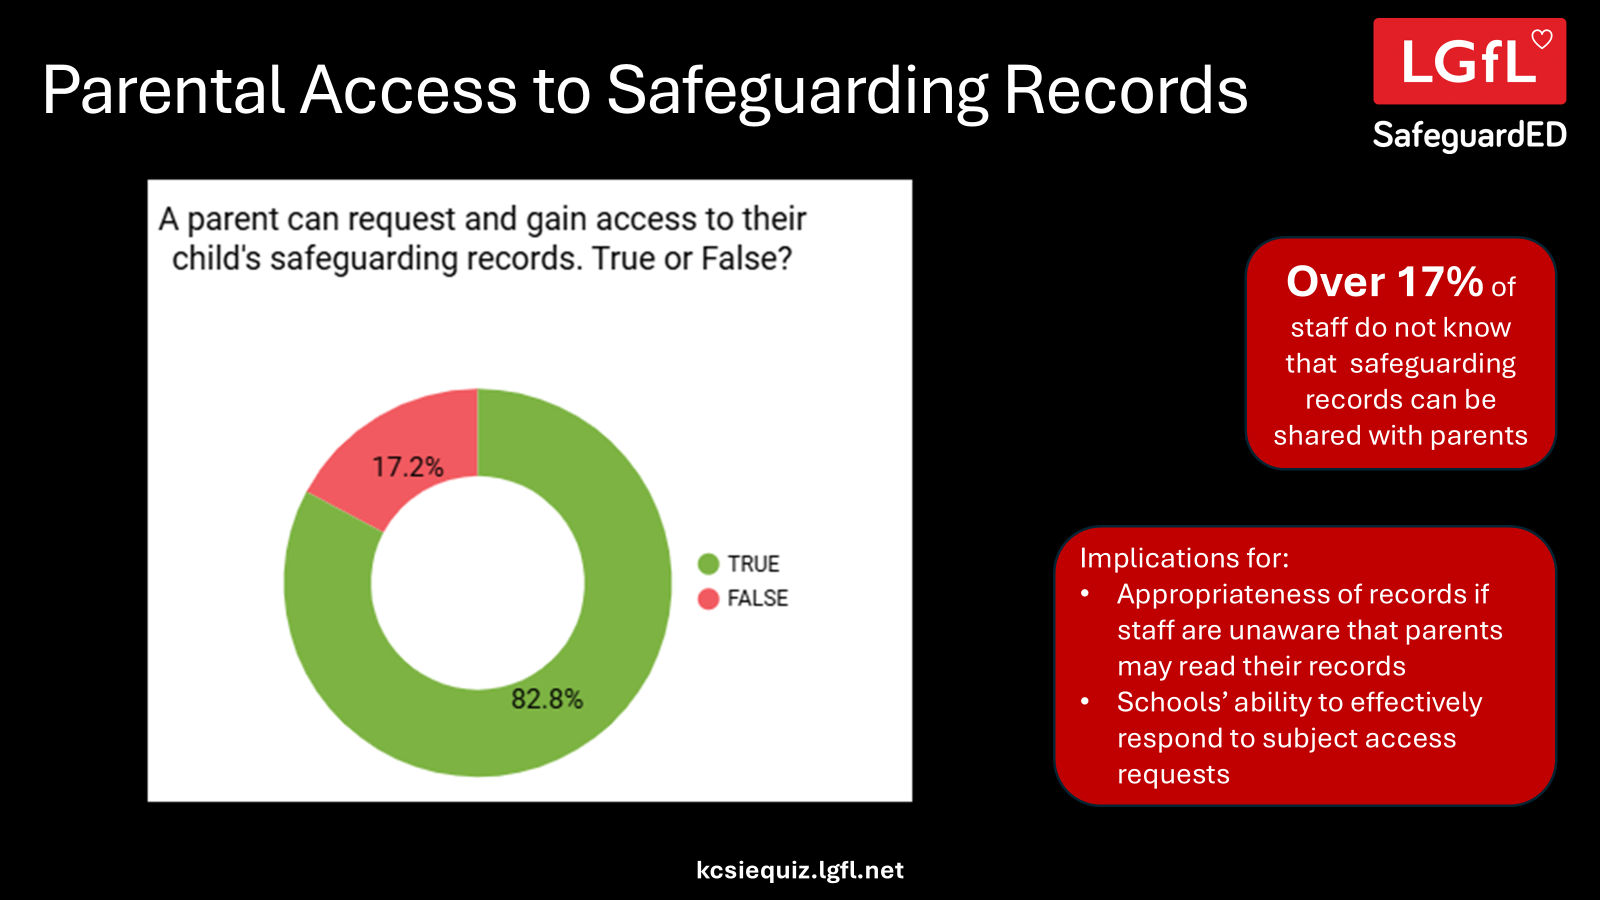 Parental Access to Safeguarding Records
LGfL
SafeguardED
A parent can request and gain access to their
child's safeguarding records. True or False?
17.2%
82.8%
TRUE
FALSE
Over 17% of
staff do not know
that safeguarding
records can be
shared with parents
Implications for:
• Appropriateness of records if
staff are unaware that parents
may read their records
• Schools’ ability to effectively
respond to subject access
requests
kcsiequiz.lgfl.net